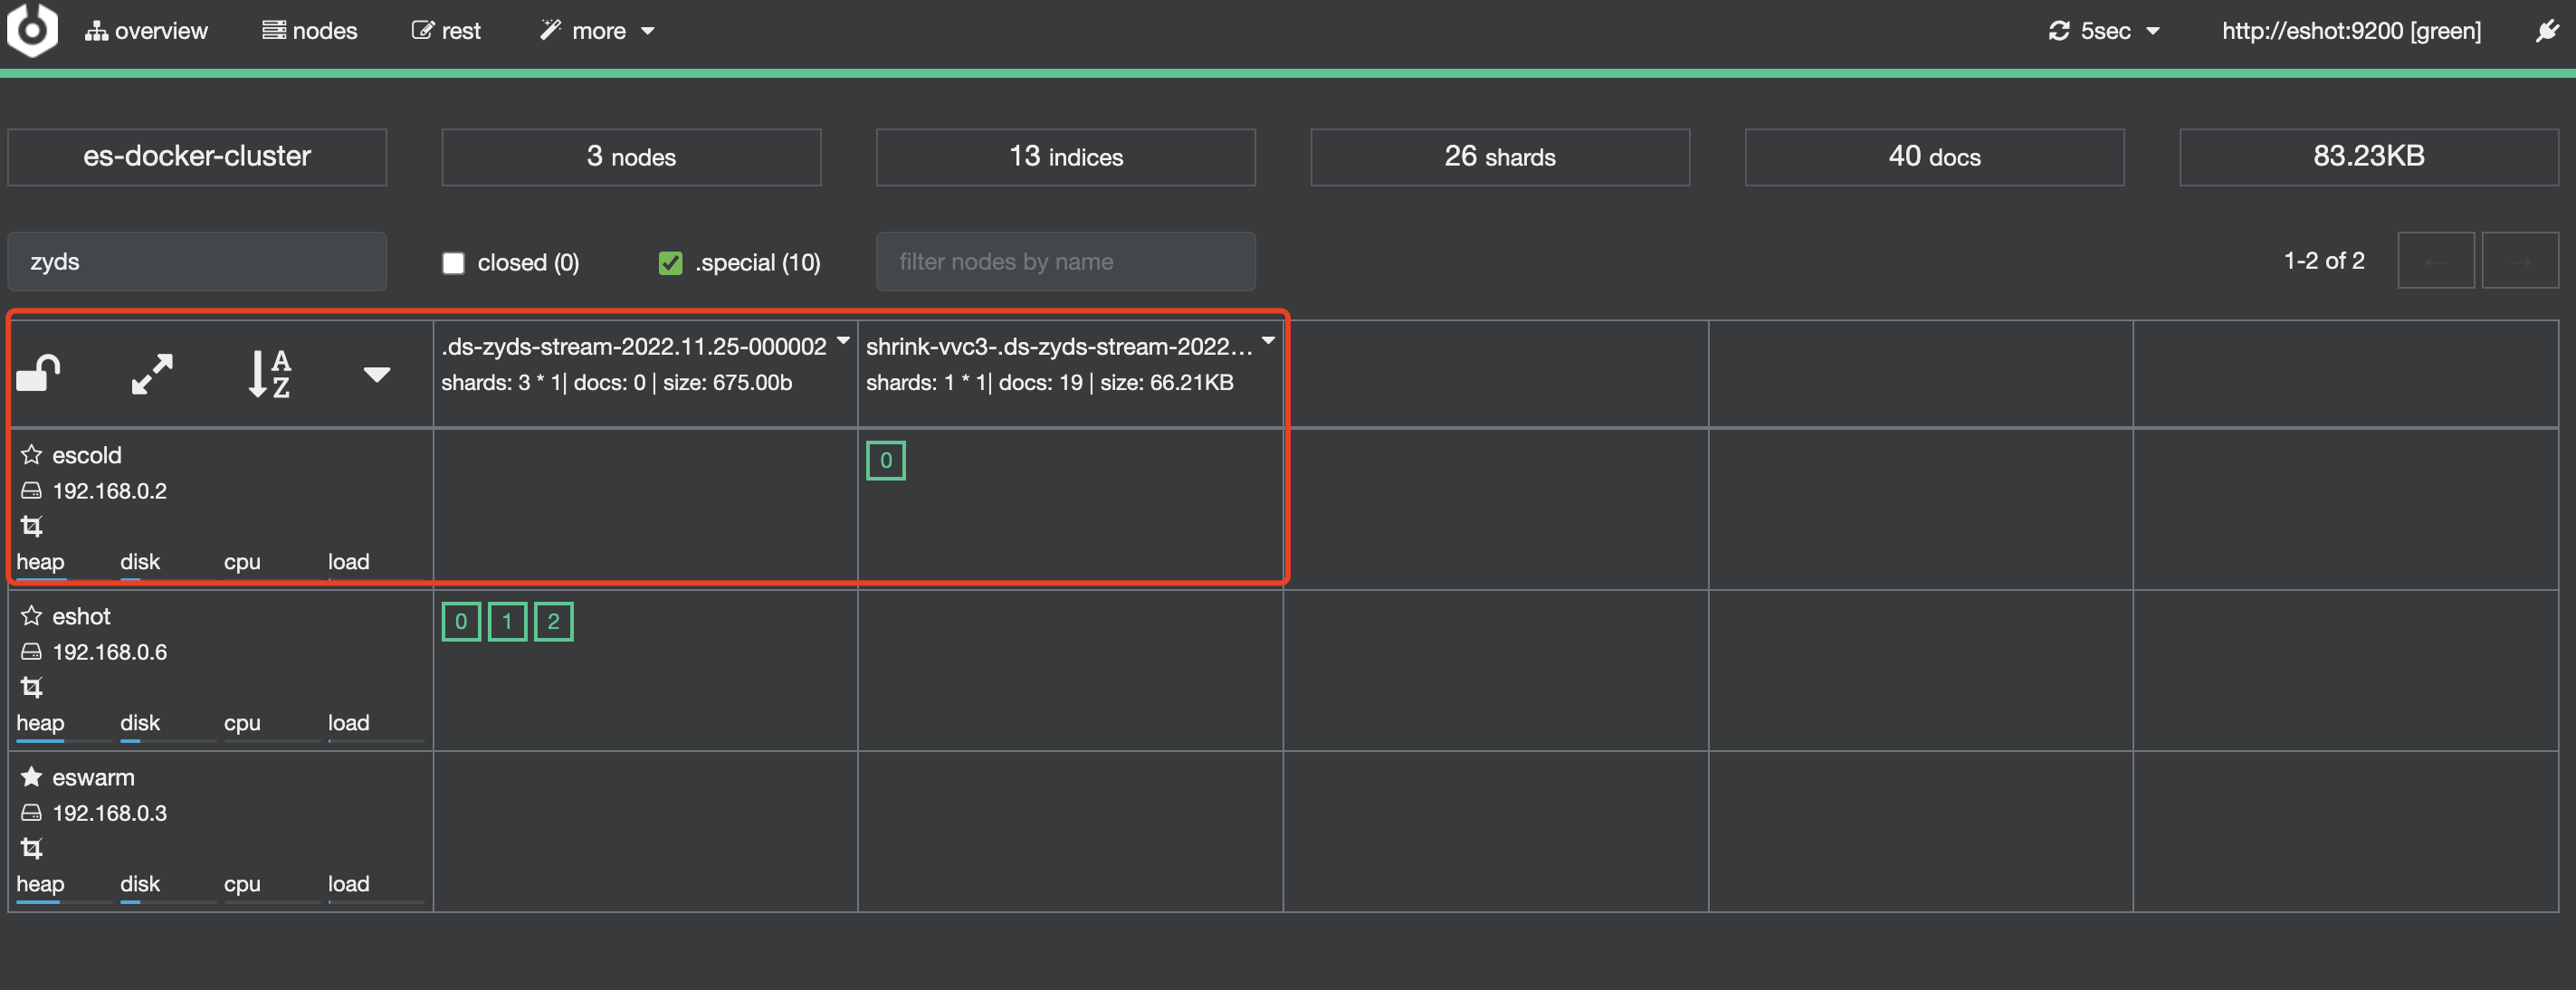 overview nodes rest more 5sec http://eshot:9200 [green]
es-docker-cluster 3 nodes 13 indices 26 shards 40 docs 83.23KB
zyds closed (0) .special (10) filter nodes by name 1-2 of 2 ← →
.ds-zyds-stream-2022.11.25-000002 shrink-vvc3-.ds-zyds-stream-2022...
shards: 3 * 1| docs: 0 | size: 675.00b shards: 1 * 1| docs: 19 | size: 66.21KB
escold 0
192.168.0.2
heap disk cpu load
eshot 0 1 2
192.168.0.6
heap disk cpu load
eswarm
192.168.0.3
heap disk cpu load